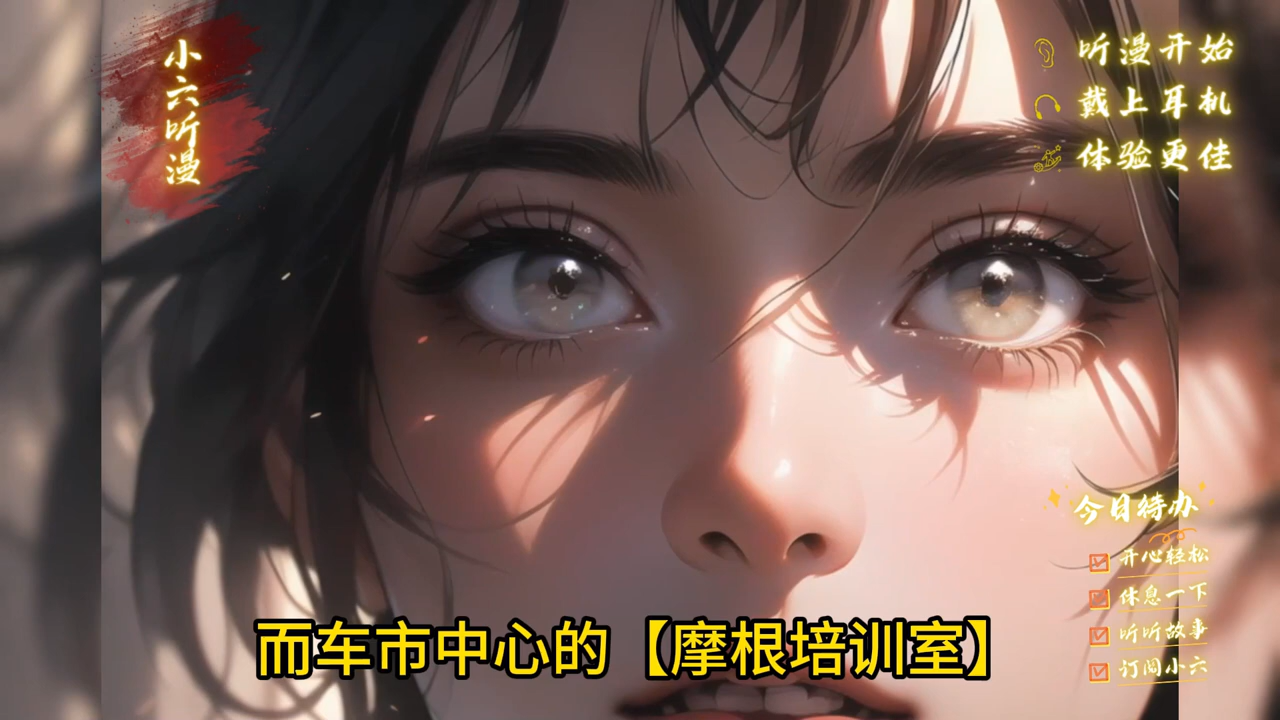 小六听漫
听漫开始
戴上耳机
体验更佳
今日待办
开心轻松
休息一下
听听故事
订阅小六
而车市中心的【摩根培训室】